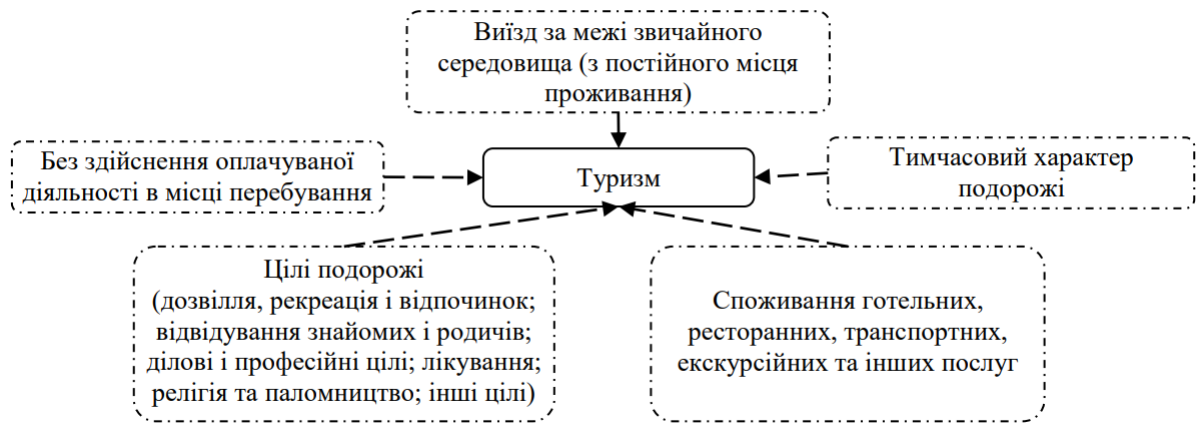 Виїзд за межі звичайного
середовища (з постійного місця
проживання)
Без здійснення оплачуваної
діяльності в місці перебування
Туризм
Тимчасовий характер
подорожі
Цілі подорожі
(дозвілля, рекреація і відпочинок;
відвідування знайомих і родичів;
ділові і професійні цілі; лікування;
релігія та паломництво; інші цілі)
Споживання готельних,
ресторанних, транспортних,
екскурсійних та інших послуг